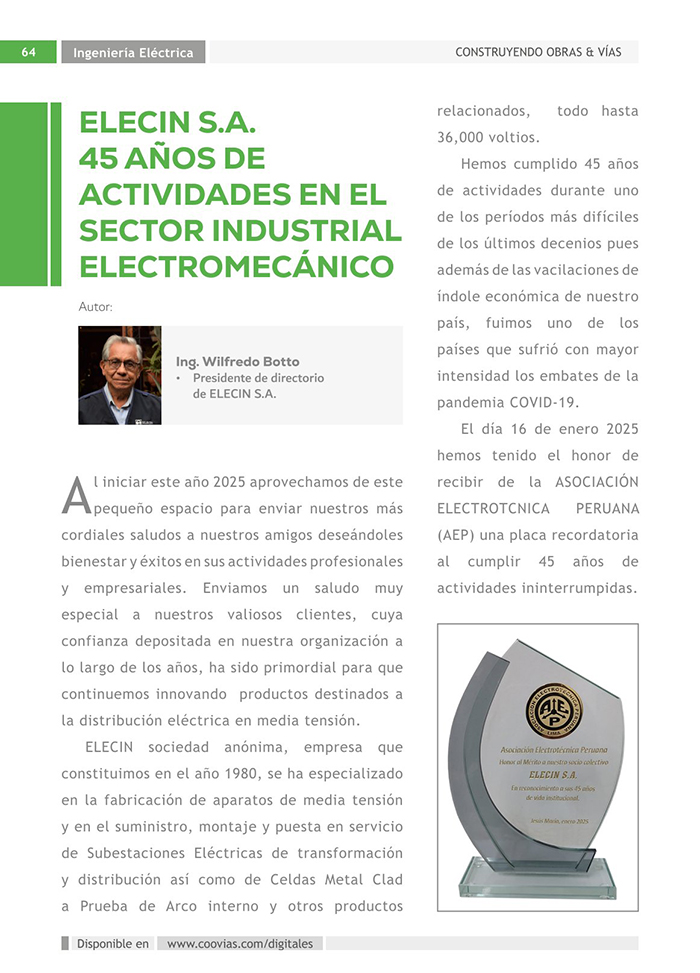 64
Ingeniería Eléctrica
CONSTRUYENDO OBRAS & VÍAS
ELECIN S.A.
45 AÑOS DE
ACTIVIDADES EN EL
SECTOR INDUSTRIAL
ELECTROMECÁNICO
Autor:
Ing. Wilfredo Botto
• Presidente de directorio
de ELECIN S.A.
Al iniciar este año 2025 aprovechamos de este
pequeño espacio para enviar nuestros más
cordiales saludos a nuestros amigos deseándoles
bienestar y éxitos en sus actividades profesionales
y empresariales. Enviamos un saludo muy
especial a nuestros valiosos clientes, cuya
confianza depositada en nuestra organización a
lo largo de los años, ha sido primordial para que
continuemos innovando productos destinados a
la distribución eléctrica en media tensión.
ELECIN sociedad anónima, empresa que
constituimos en el año 1980, se ha especializado
en la fabricación de aparatos de media tensión
y en el suministro, montaje y puesta en servicio
de Subestaciones Eléctricas de transformación
y distribución así como de Celdas Metal Clad
a Prueba de Arco interno y otros productos
relacionados, todo hasta
36,000 voltios.
Hemos cumplido 45 años
de actividades durante uno
de los períodos más difíciles
de los últimos decenios pues
además de las vacilaciones de
índole económica de nuestro
país, fuimos uno de los
países que sufrió con mayor
intensidad los embates de la
pandemia COVID-19.
El día 16 de enero 2025
hemos tenido el honor de
recibir de la ASOCIACIÓN
ELECTROTCNICA PERUANA
(AEP) una placa recordatoria
al cumplir 45 años de
actividades ininterrumpidas.
ASOCIACION ELECTROTECNICA PERUANA
AEP
LIMA
Asociación Electrotécnica Peruana
Honor al Mérito a nuestro socio colectivo
ELECIN S.A.
En reconocimiento a sus 45 años
de vida institucional
Jesús María, enero 2025
Disponible en
www.coovias.com/digitales